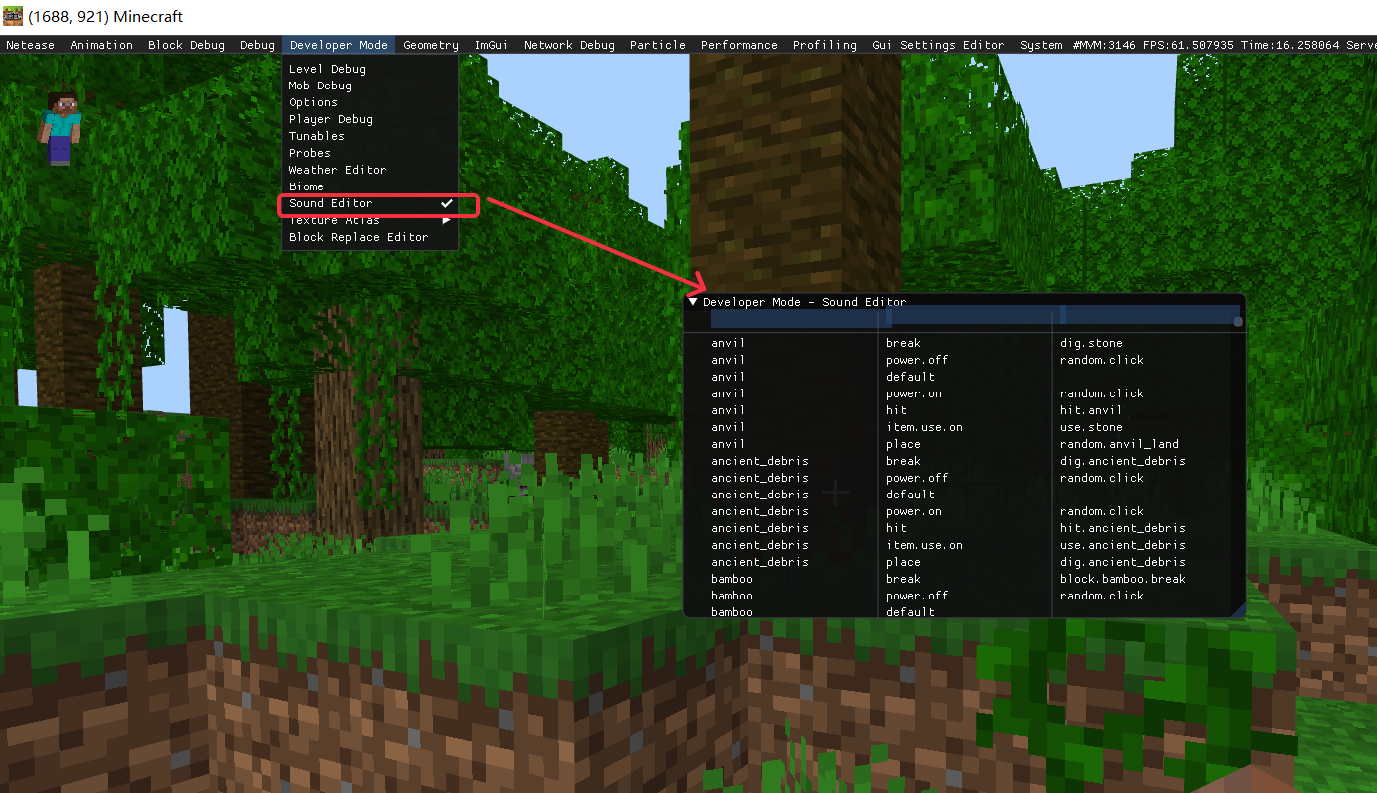 (1688, 921) Minecraft
Netease Animation Block Debug Debug Developer Mode Geometry ImGui Network Debug Particle Performance Profiling Gui Settings Editor System #MVM:3146 FPS:61.507935 Time:16.258064 Serve
Level Debug
Mob Debug
Options
Player Debug
Tunables
Probes
Weather Editor
Biome
Sound Editor
Texture Atlas
Block Replace Editor
Developer Mode - Sound Editor
anvil break dig.stone
anvil power.off random.click
anvil default
anvil power.on random.click
anvil hit hit.anvil
anvil item.use.on use.stone
anvil place random.anvil_land
ancient_debris break dig.ancient_debris
ancient_debris power.off random.click
ancient_debris default
ancient_debris power.on random.click
ancient_debris hit hit.ancient_debris
ancient_debris item.use.on use.ancient_debris
ancient_debris place dig.ancient_debris
bamboo break block.bamboo.break
bamboo power.off random.click
bamboo default